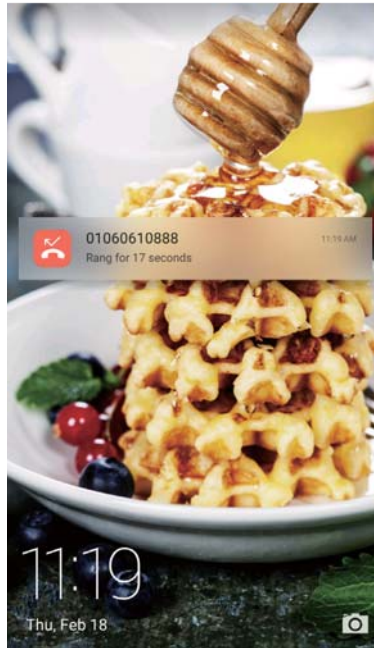 01060610888
11:19 AM
Rang for 17 seconds
11:19
Thu, Feb 18